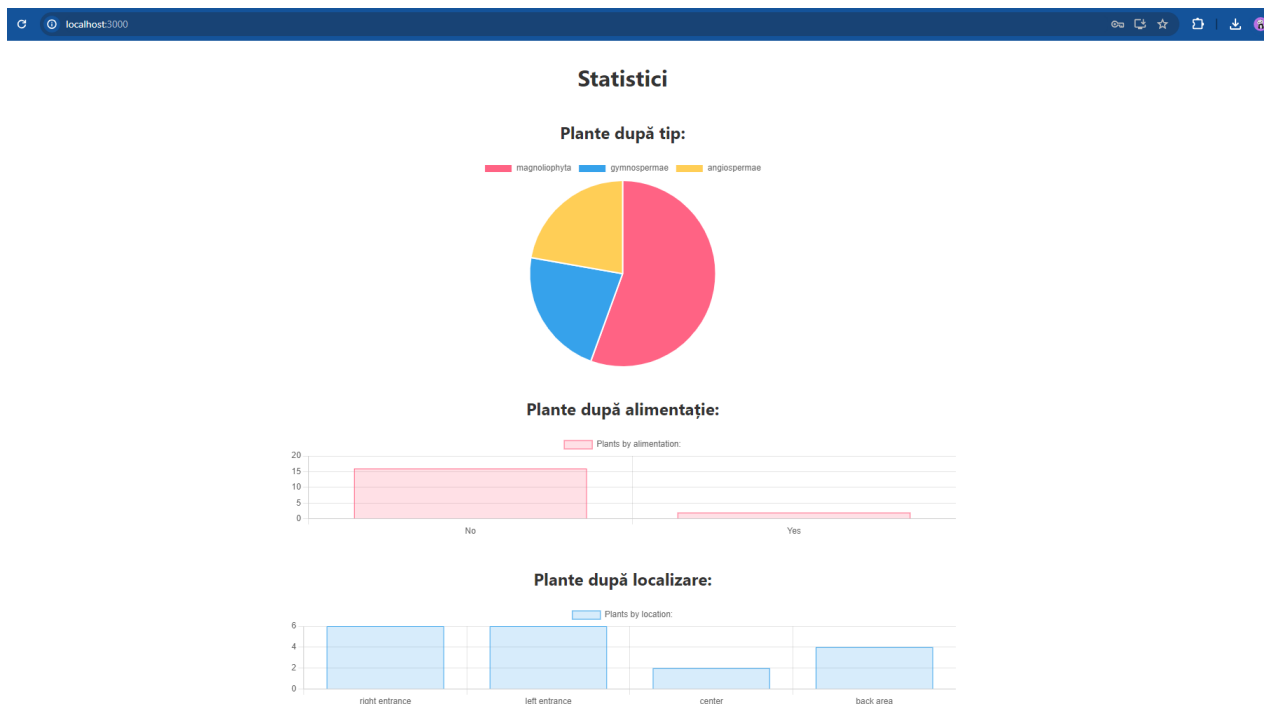 localhost:3000
Statistici
Plante după tip:
magnoliophyta gymnospermae angiospermae
Plante după alimentație:
Plants by alimentation:
20
15
10
5
0
No Yes
Plante după localizare:
Plants by location:
6
4
2
0
right entrance left entrance center back area